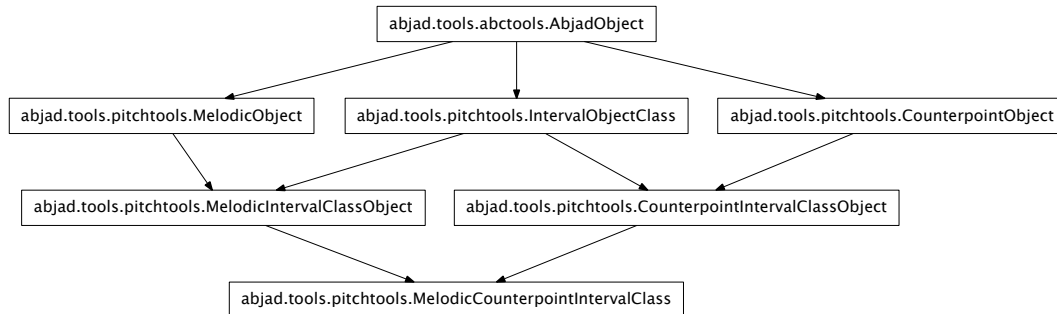 abjad.tools.abctools.AbjadObject
abjad.tools.pitchtools.MelodicObject
abjad.tools.pitchtools.IntervalObjectClass
abjad.tools.pitchtools.CounterpointObject
abjad.tools.pitchtools.MelodicIntervalClassObject
abjad.tools.pitchtools.CounterpointIntervalClassObject
abjad.tools.pitchtools.MelodicCounterpointIntervalClass